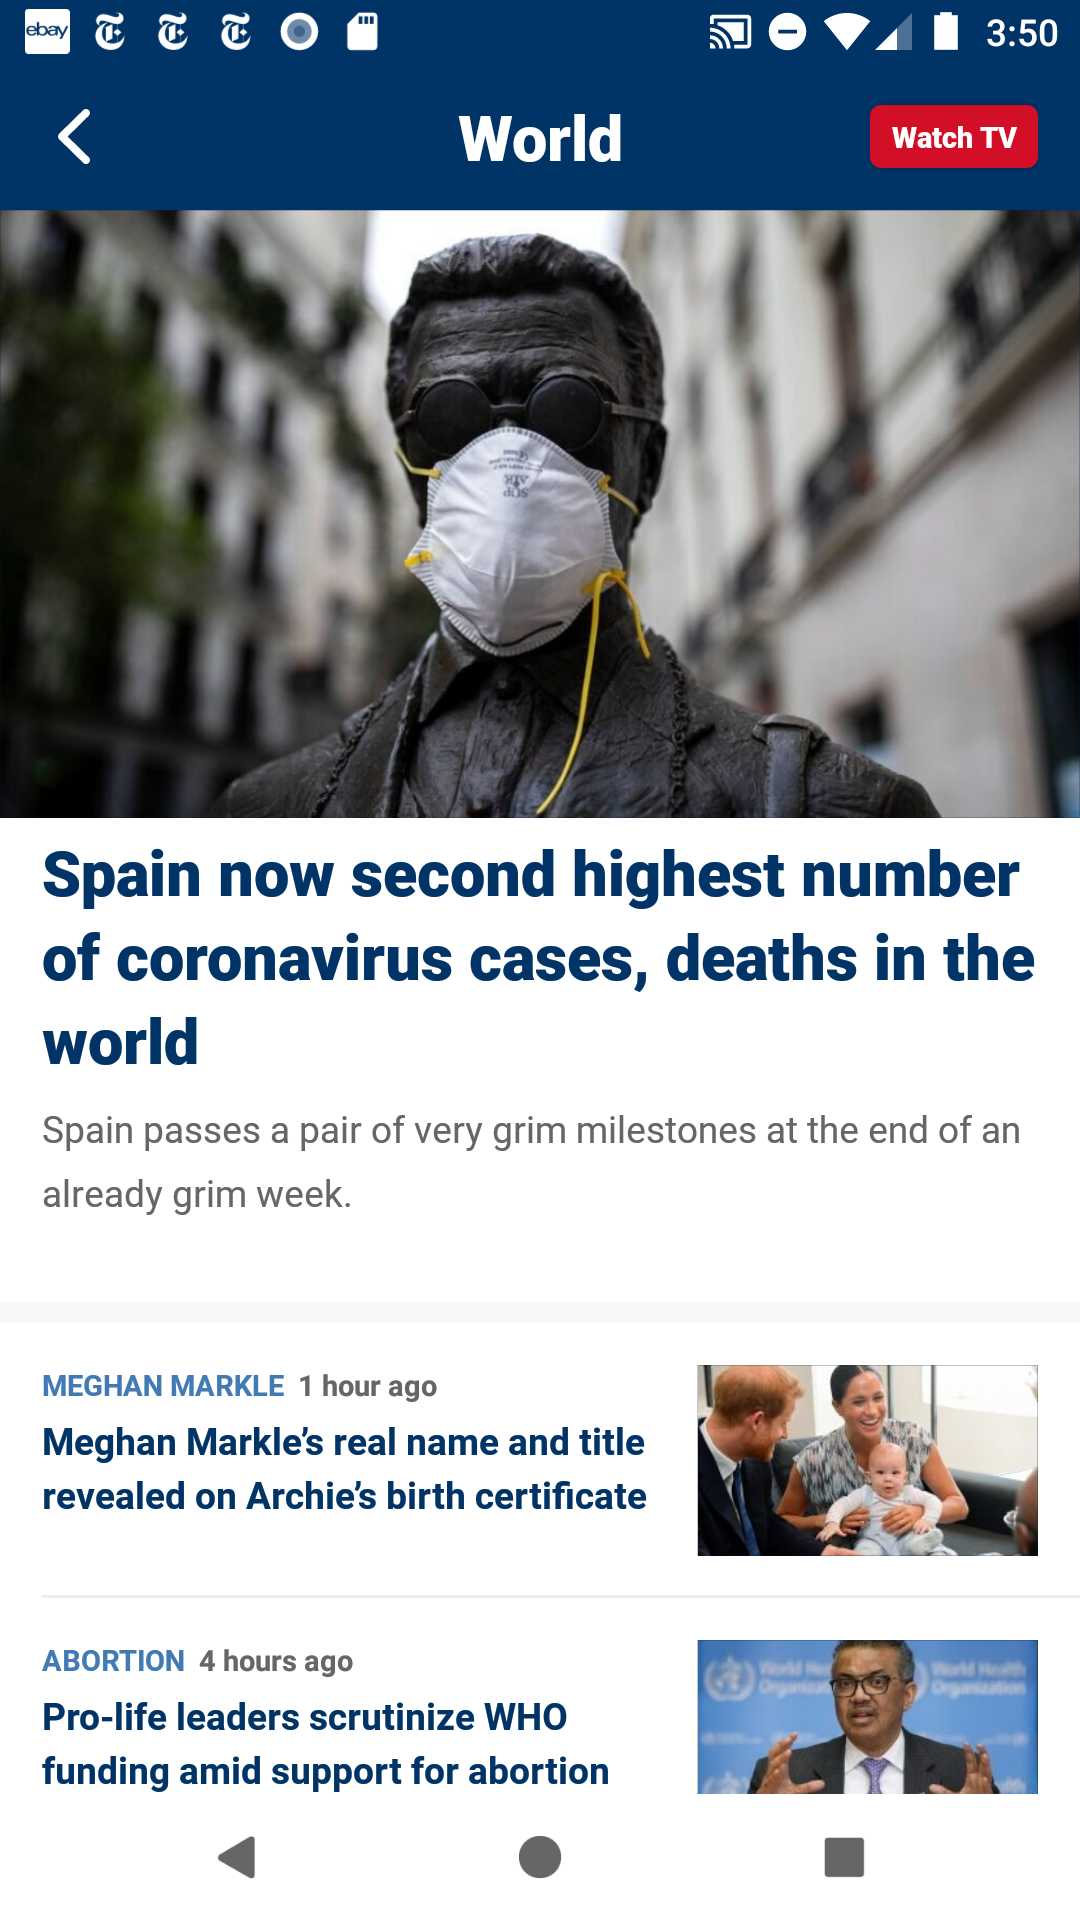 ebay
3:50
World
Watch TV
Spain now second highest number
of coronavirus cases, deaths in the
world
Spain passes a pair of very grim milestones at the end of an
already grim week.
MEGHAN MARKLE 1 hour ago
Meghan Markle’s real name and title
revealed on Archie’s birth certificate
ABORTION 4 hours ago
Pro-life leaders scrutinize WHO
funding amid support for abortion
World Health
Organization